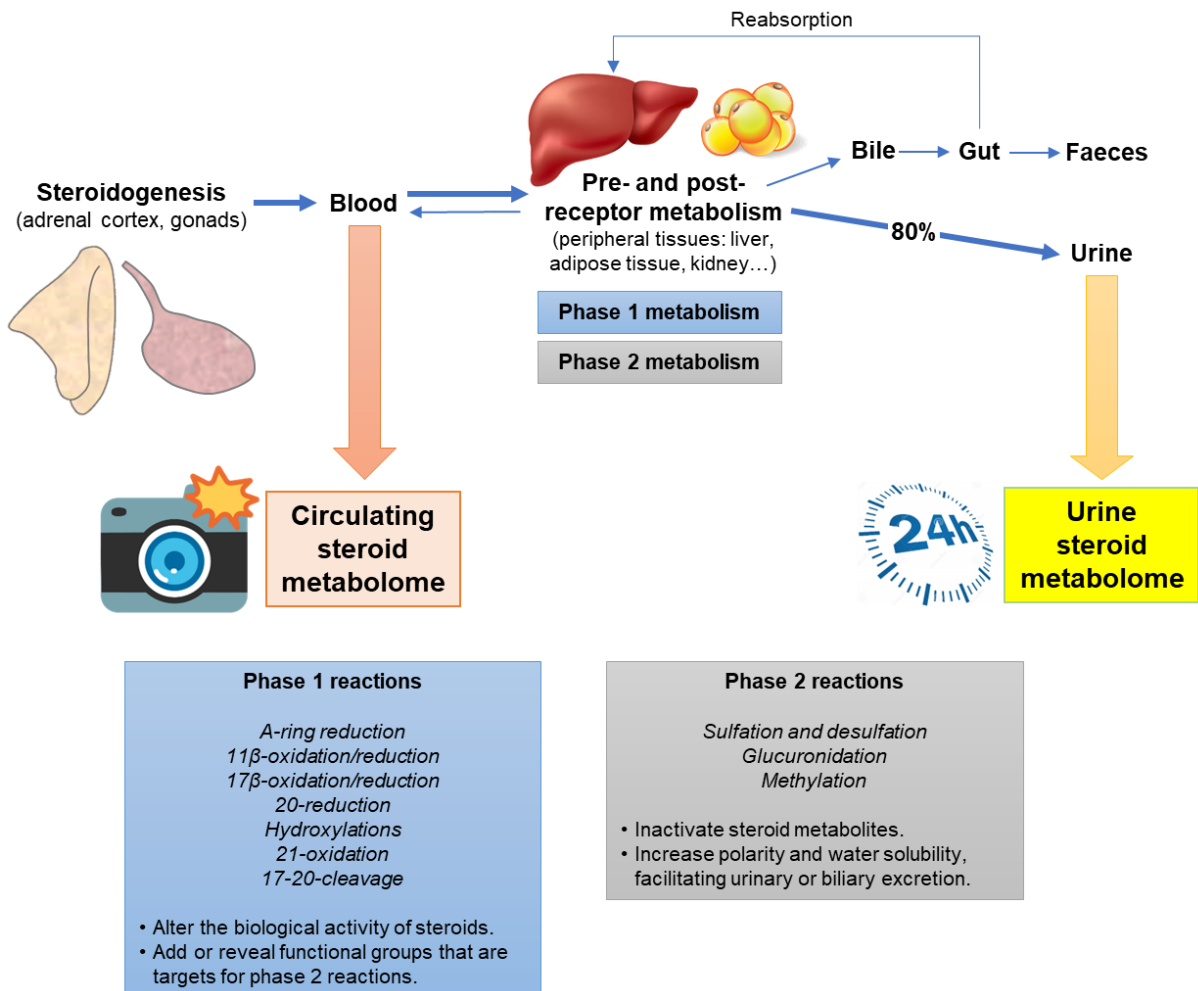 Reabsorption
Steroidogenesis
(adrenal cortex, gonads)
Blood
Pre- and post-
receptor metabolism
(peripheral tissues: liver,
adipose tissue, kidney…)
Bile
Gut
Faeces
80%
Urine
Phase 1 metabolism
Phase 2 metabolism
Circulating
steroid
metabolome
24h
Urine
steroid
metabolome
Phase 1 reactions
A-ring reduction
11β-oxidation/reduction
17β-oxidation/reduction
20-reduction
Hydroxylations
21-oxidation
17-20-cleavage
• Alter the biological activity of steroids.
• Add or reveal functional groups that are
targets for phase 2 reactions.
Phase 2 reactions
Sulfation and desulfation
Glucuronidation
Methylation
• Inactivate steroid metabolites.
• Increase polarity and water solubility,
facilitating urinary or biliary excretion.